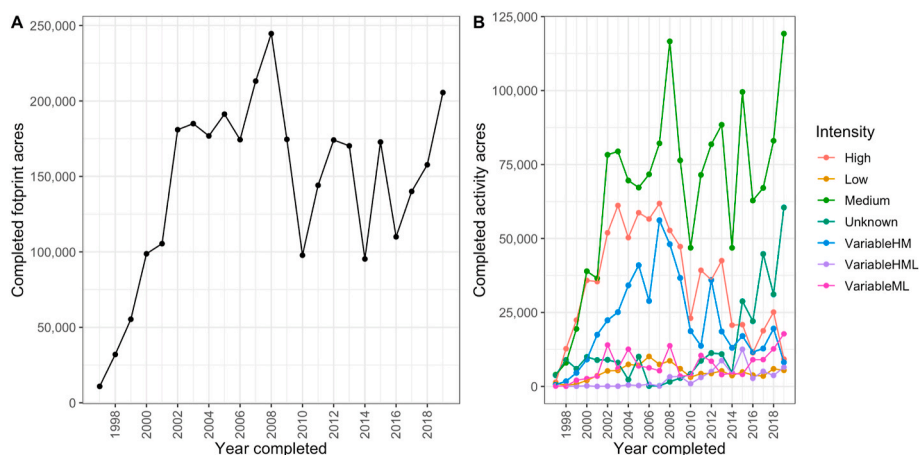 A
250,000
200,000
150,000
100,000
50,000
0
Completed fotprint acres
1998
2000
2002
2004
2006
2008
2010
2012
2014
2016
2018
Year completed
B
125,000
100,000
75,000
50,000
25,000
0
Completed activity acres
1998
2000
2002
2004
2006
2008
2010
2012
2014
2016
2018
Year completed
Intensity
High
Low
Medium
Unknown
VariableHM
VariableHML
VariableML